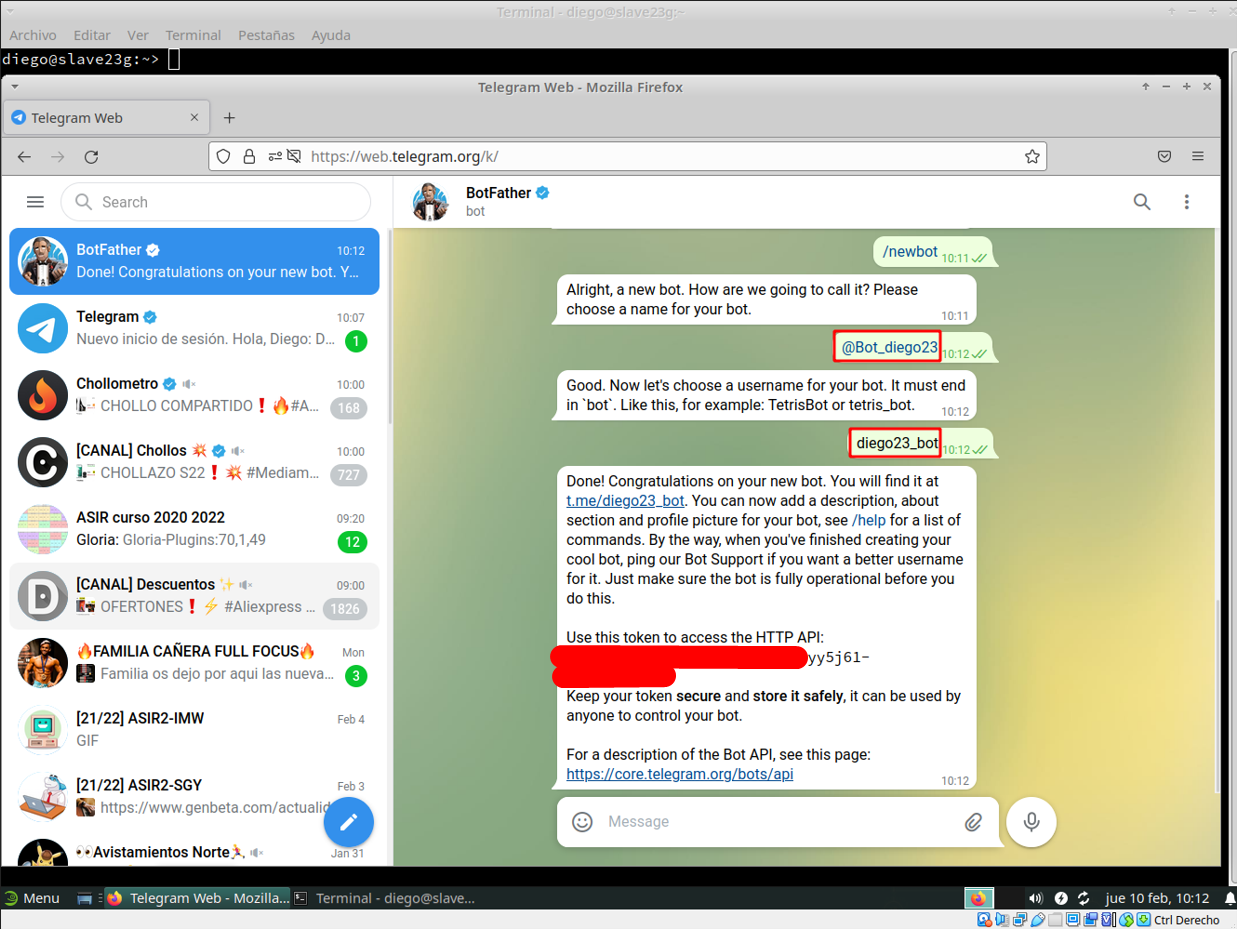 Terminal - diego@slave23g:~
Archivo Editar Ver Terminal Pestañas Ayuda
diego@slave23g:~>
Telegram Web - Mozilla Firefox
Telegram Web
https://web.telegram.org/k/
Search
BotFather
bot
BotFather 10:12
Done! Congratulations on your new bot. Y…
Telegram 10:07
Nuevo inicio de sesión. Hola, Diego: D… 1
Chollometro 10:00
CHOLLO COMPARTIDO❗🔥#A… 168
[CANAL] Chollos 💥 10:00
CHOLLAZO S22❗💥 #Mediam… 727
ASIR curso 2020 2022 09:20
Gloria: Gloria-Plugins:70,1,49 12
[CANAL] Descuentos ✨ 09:00
OFERTONES❗⚡ #Aliexpress … 1826
🔥FAMILIA CAÑERA FULL FOCUS🔥 Mon
Familia os dejo por aqui las nueva… 3
[21/22] ASIR2-IMW Feb 4
GIF
[21/22] ASIR2-SGY Feb 3
https://www.genbeta.com/actualid
👀Avistamientos Norte🏃 Jan 31
/newbot 10:11
Alright, a new bot. How are we going to call it? Please
choose a name for your bot. 10:11
@Bot_diego23 10:12
Good. Now let's choose a username for your bot. It must end
in `bot`. Like this, for example: TetrisBot or tetris_bot. 10:12
diego23_bot 10:12
Done! Congratulations on your new bot. You will find it at
t.me/diego23_bot. You can now add a description, about
section and profile picture for your bot, see /help for a list of
commands. By the way, when you've finished creating your
cool bot, ping our Bot Support if you want a better username
for it. Just make sure the bot is fully operational before you
do this.
Use this token to access the HTTP API:
yy5j61-
Keep your token secure and store it safely, it can be used by
anyone to control your bot.
For a description of the Bot API, see this page:
https://core.telegram.org/bots/api 10:12
Message
Menu Telegram Web - Mozilla... Terminal - diego@slave... jue 10 feb, 10:12
Ctrl Derecho